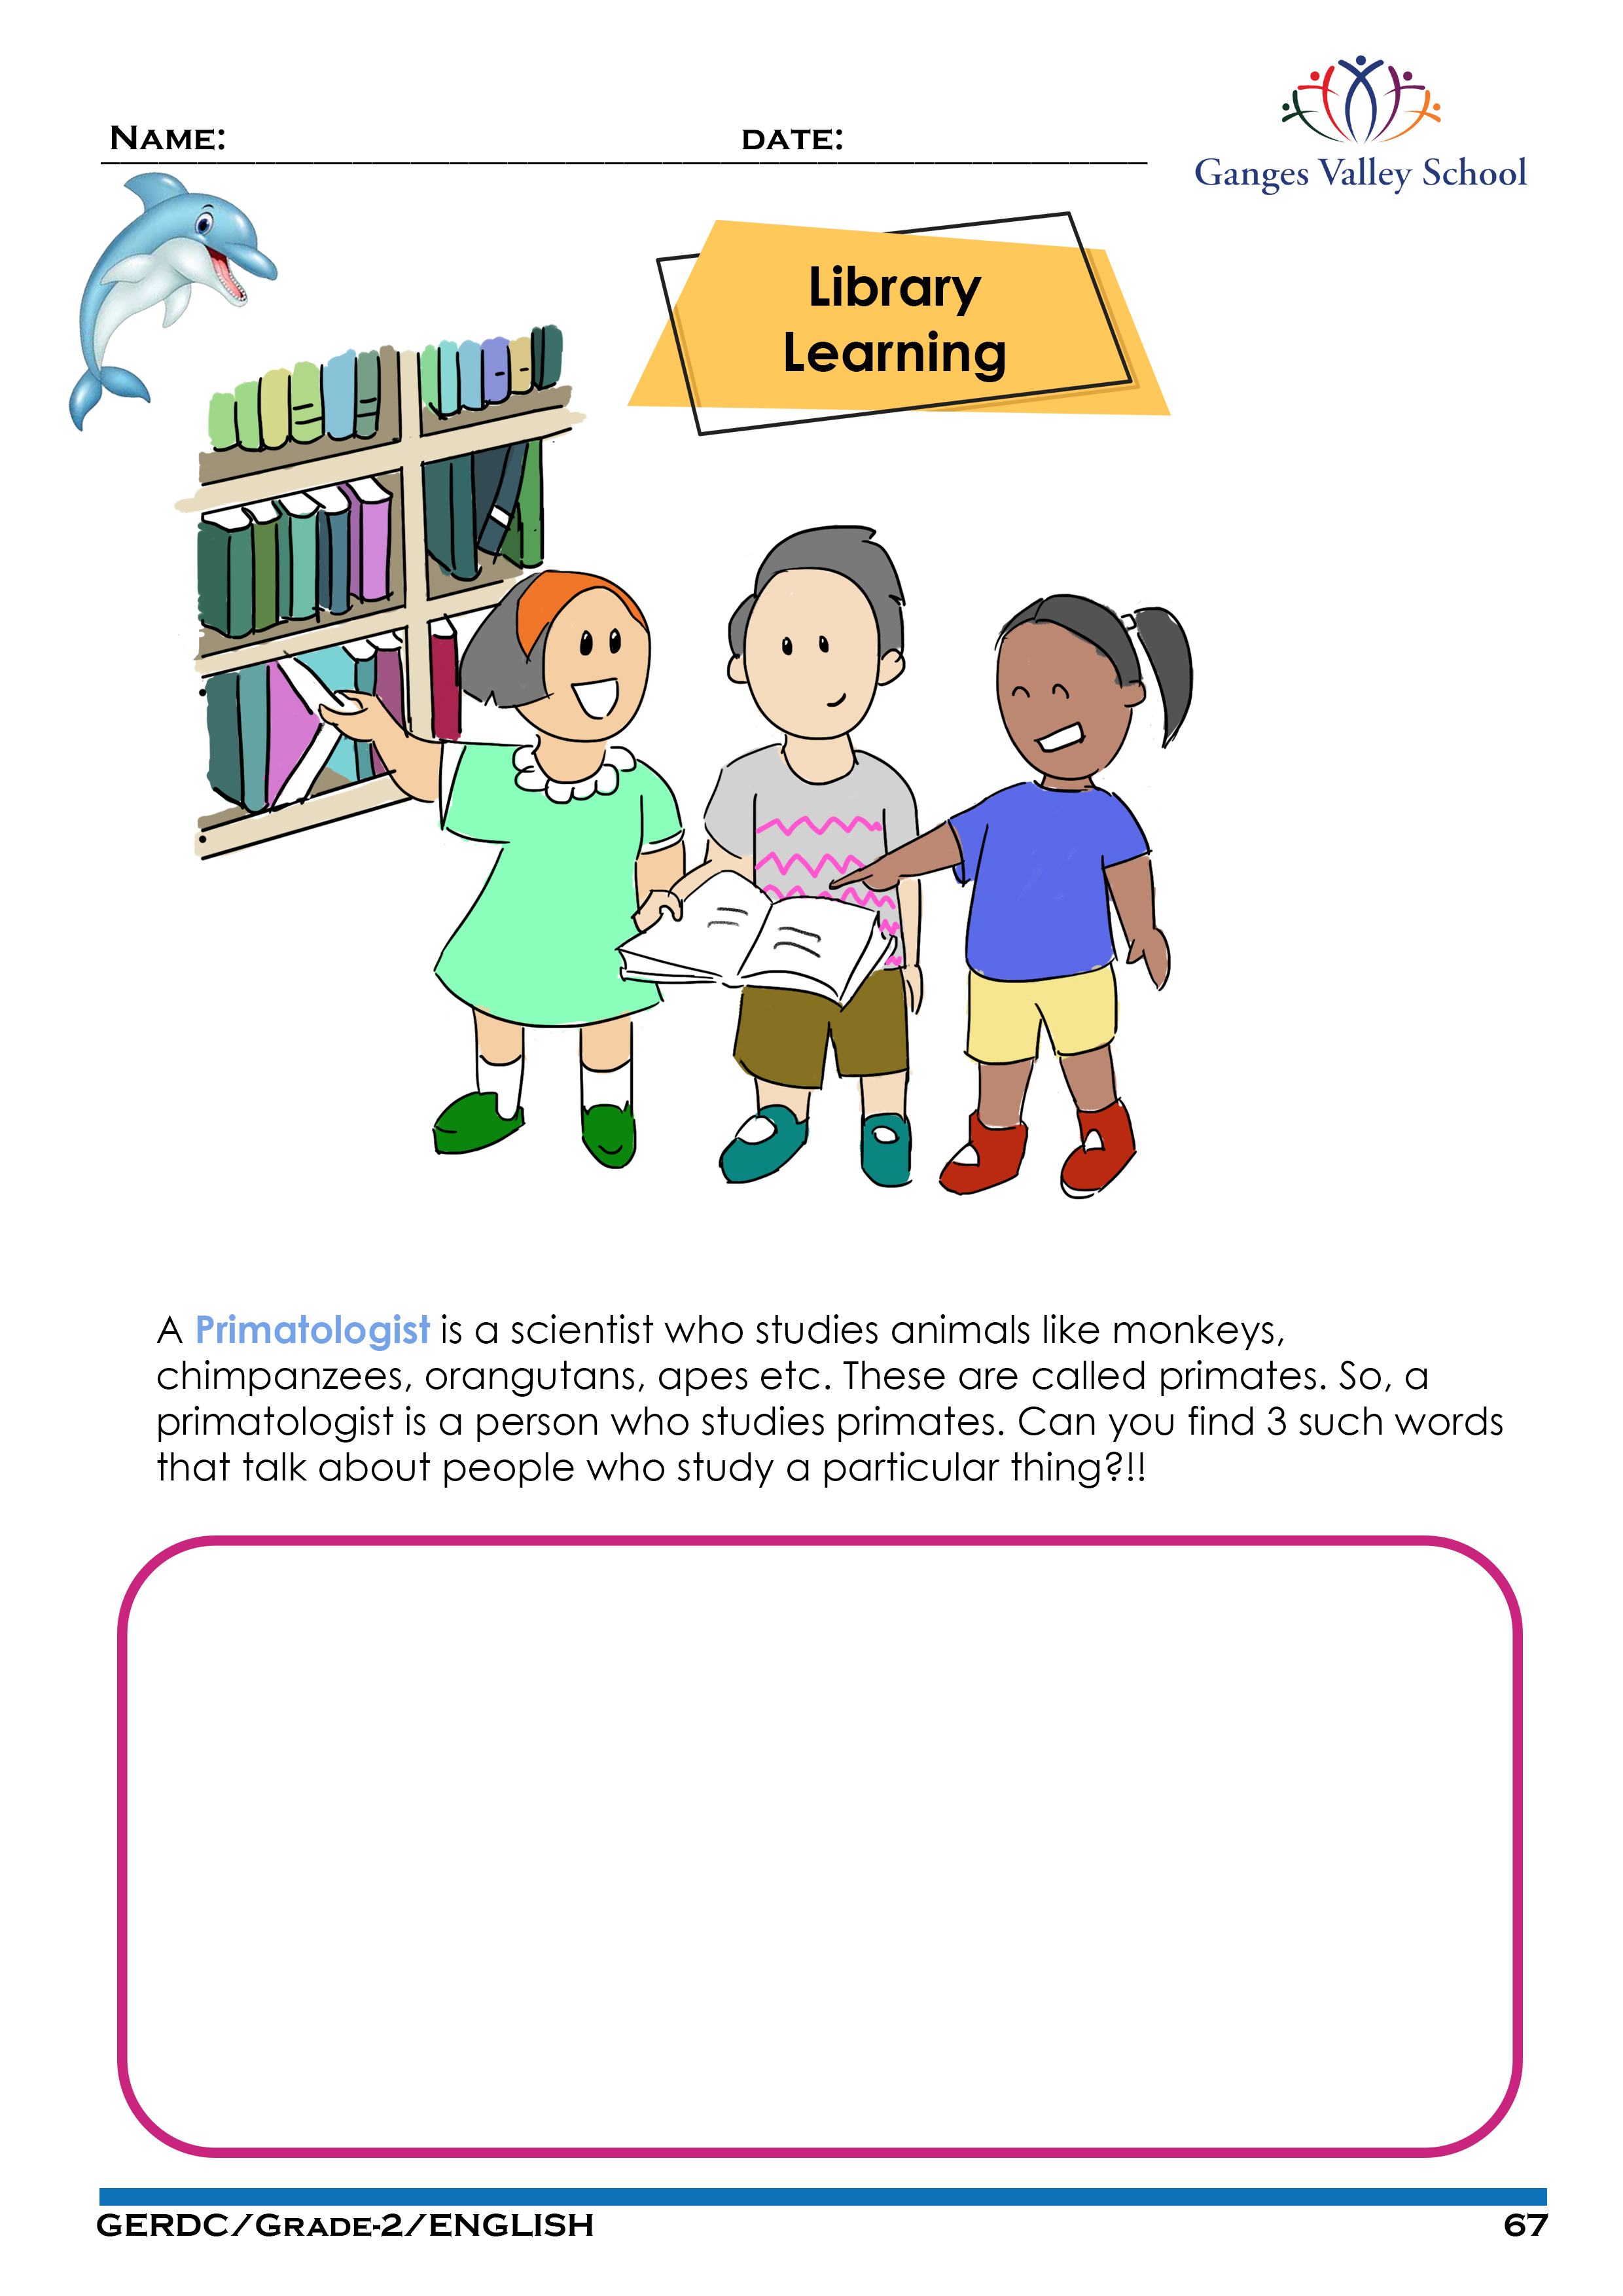 NAME: DATE:
Ganges Valley School
Library
Learning
A Primatologist is a scientist who studies animals like monkeys,
chimpanzees, orangutans, apes etc. These are called primates. So, a
primatologist is a person who studies primates. Can you find 3 such words
that talk about people who study a particular thing?!!
GERDC/GRADE-2/ENGLISH 67